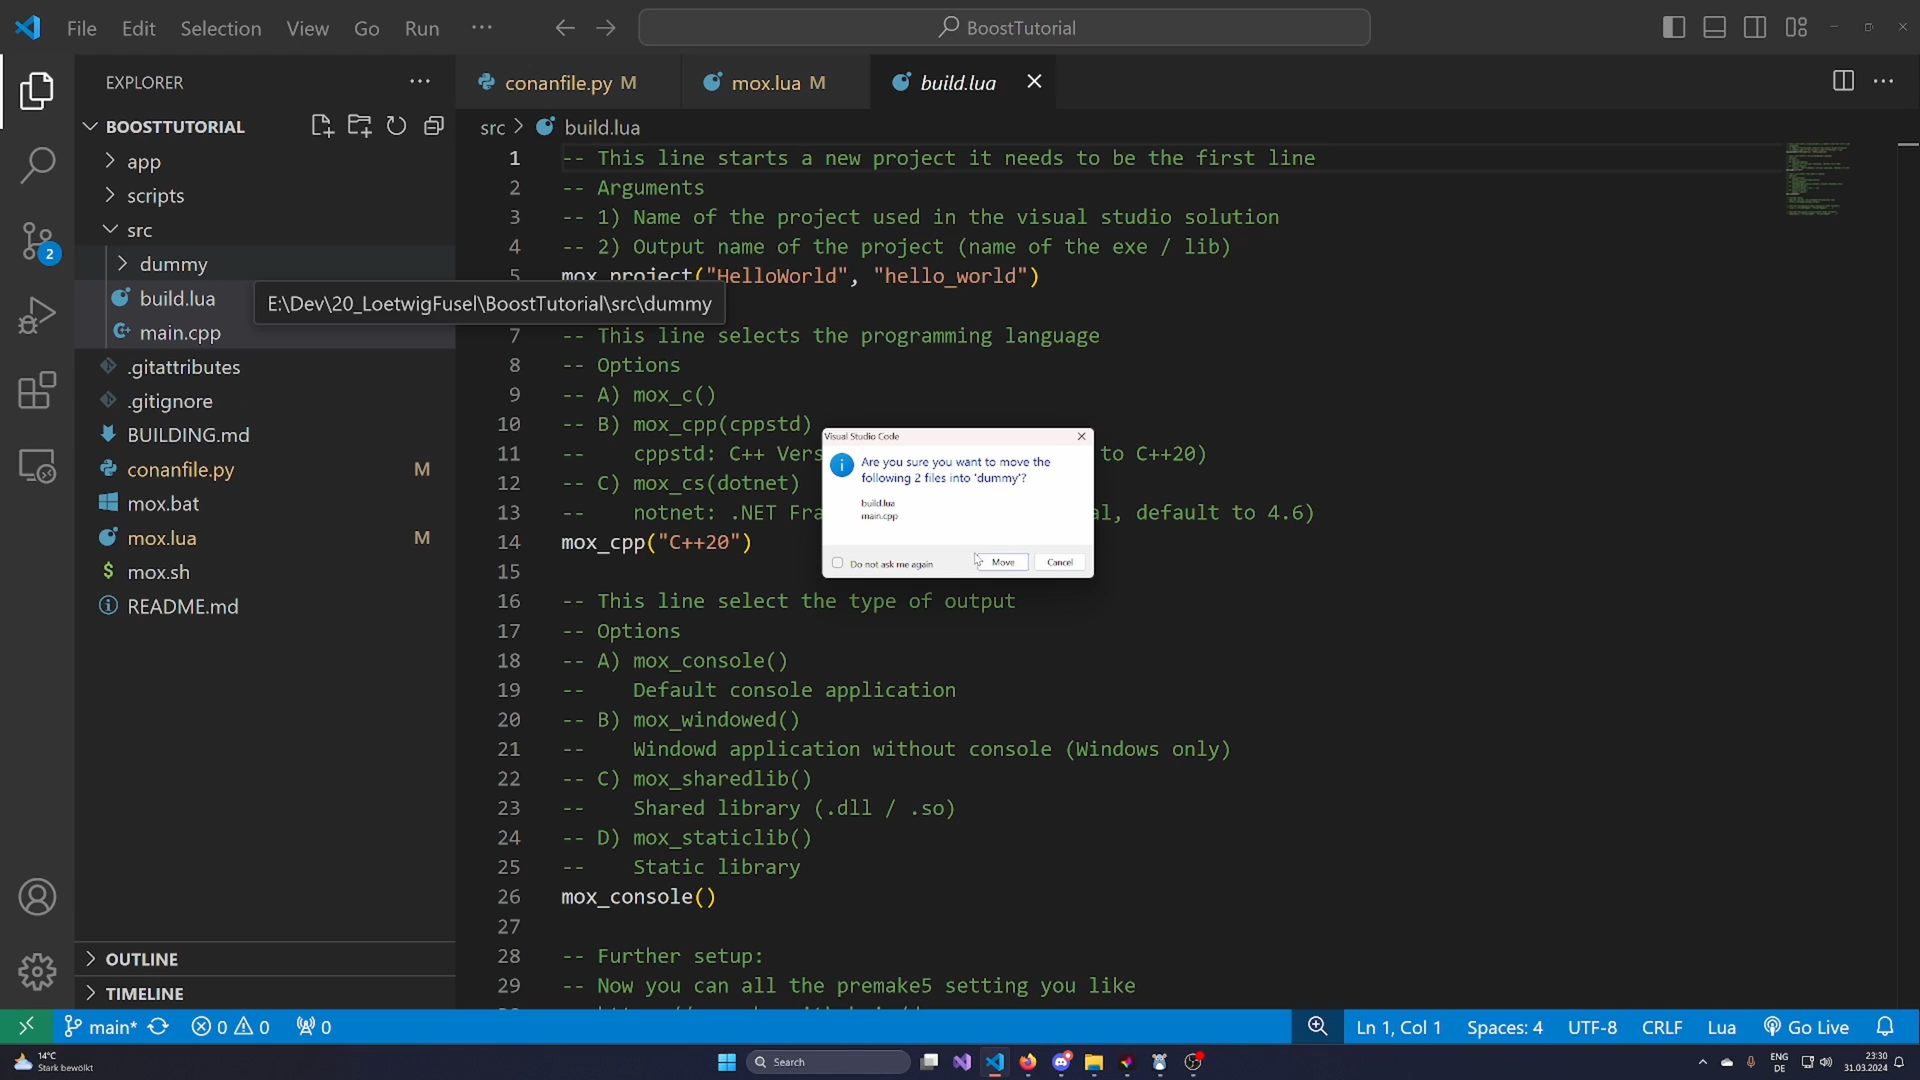 File Edit Selection View Go Run ···
BoostTutorial
EXPLORER
BOOSTTUTORIAL
app
scripts
src
dummy
build.lua
main.cpp
.gitattributes
.gitignore
BUILDING.md
conanfile.py M
mox.bat
mox.lua M
mox.sh
README.md
OUTLINE
TIMELINE
E:\Dev\20_LoetwigFusel\BoostTutorial\src\dummy
conanfile.py M
mox.lua M
build.lua
src > build.lua
1 -- This line starts a new project it needs to be the first line
2 -- Arguments
3 -- 1) Name of the project used in the visual studio solution
4 -- 2) Output name of the project (name of the exe / lib)
5 mox_project("HelloWorld", "hello_world")
7 -- This line selects the programming language
8 -- Options
9 -- A) mox_c()
10 -- B) mox_cpp(cppstd)
11 -- cppstd: C++ Vers to C++20)
12 -- C) mox_cs(dotnet)
13 -- notnet: .NET Fra al, default to 4.6)
14 mox_cpp("C++20")
15
16 -- This line select the type of output
17 -- Options
18 -- A) mox_console()
19 -- Default console application
20 -- B) mox_windowed()
21 -- Windowd application without console (Windows only)
22 -- C) mox_sharedlib()
23 -- Shared library (.dll / .so)
24 -- D) mox_staticlib()
25 -- Static library
26 mox_console()
27
28 -- Further setup:
29 -- Now you can all the premake5 setting you like
Visual Studio Code
Are you sure you want to move the
following 2 files into 'dummy'?
build.lua
main.cpp
Do not ask me again
Move
Cancel
2
main* 0 0 0
Ln 1, Col 1 Spaces: 4 UTF-8 CRLF Lua Go Live
14°C
Stark bewölkt
Search
ENG
DE
23:30
31.03.2024